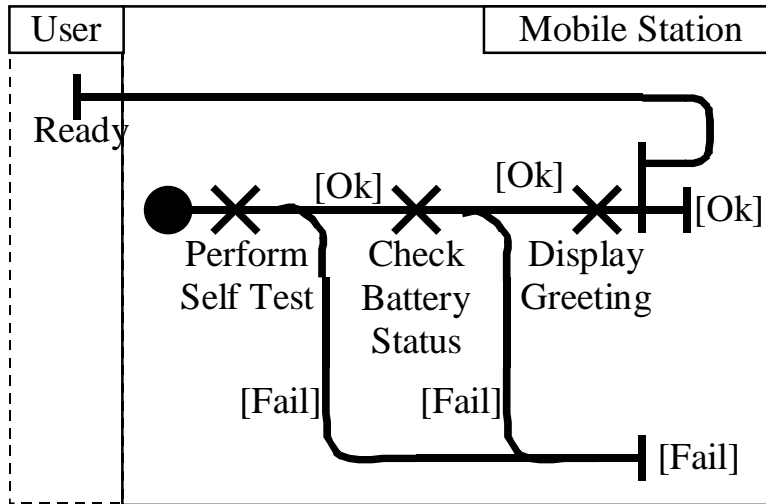 User
Mobile Station
Ready
[Ok]
[Ok]
[Ok]
Perform
Self Test
Check
Battery
Status
Display
Greeting
[Fail]
[Fail]
[Fail]